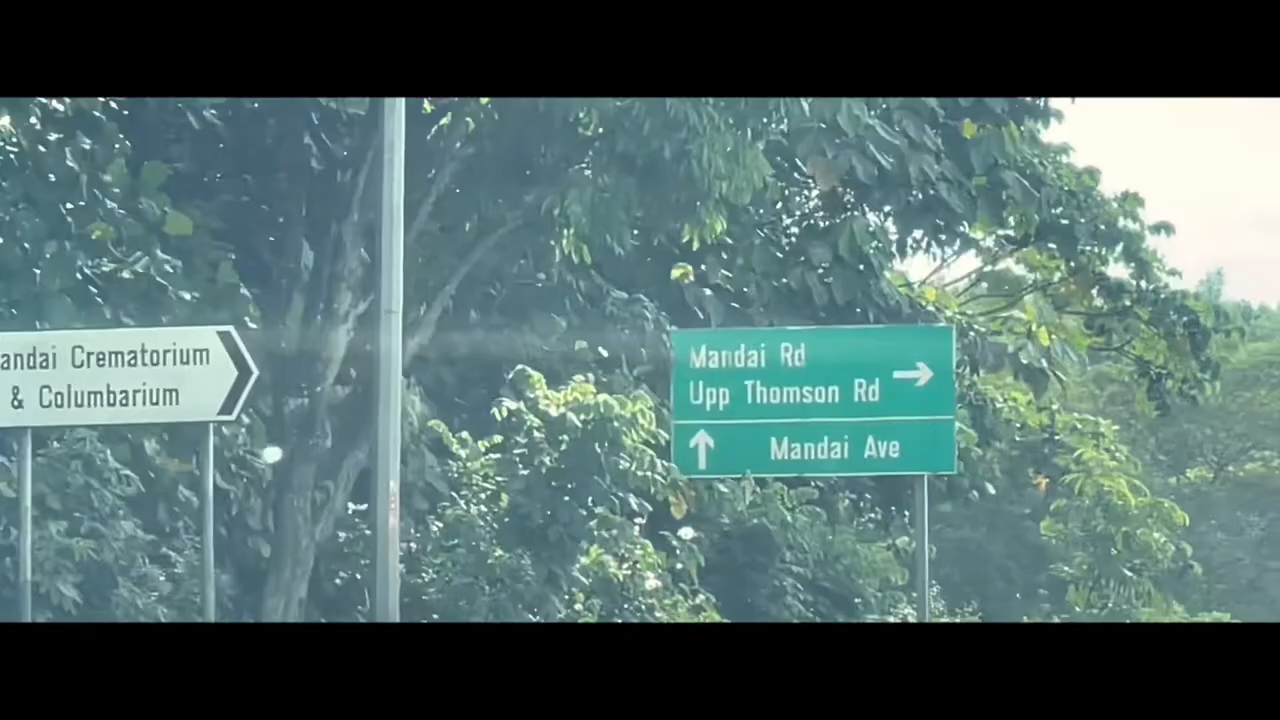 andai Crematorium
& Columbarium
Mandai Rd
Upp Thomson Rd
Mandai Ave